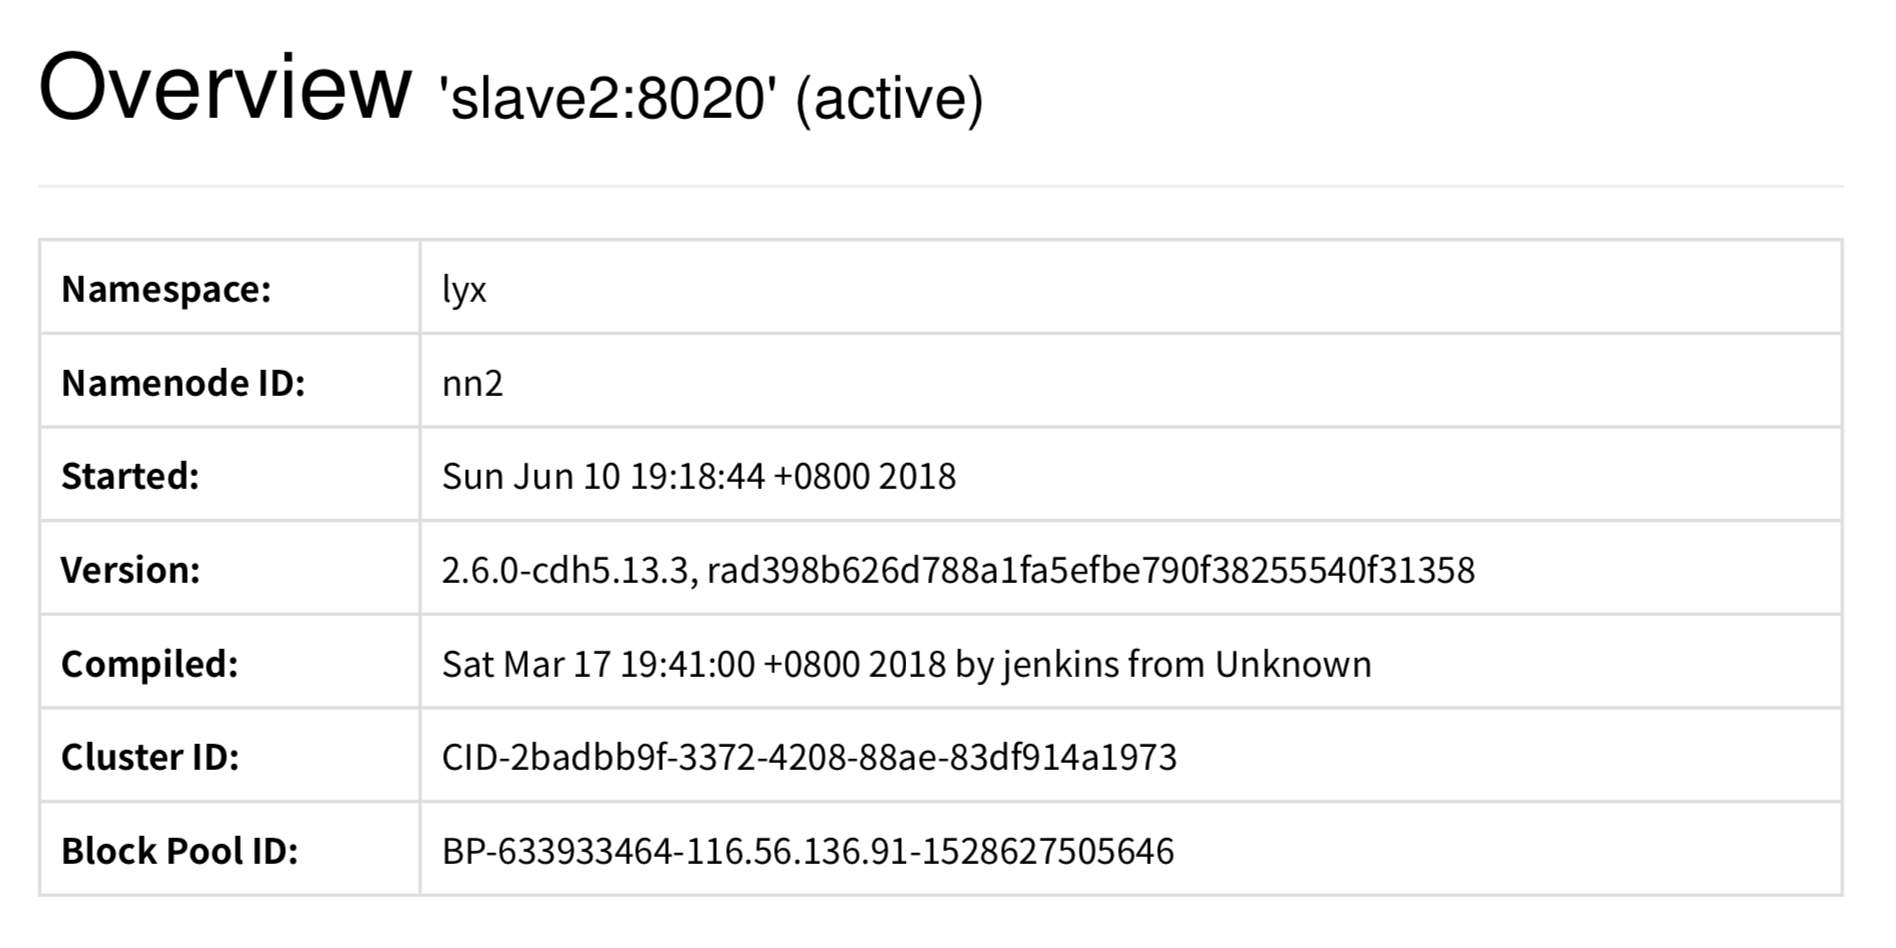 Overview 'slave2:8020' (active)
Namespace: lyx
Namenode ID: nn2
Started: Sun Jun 10 19:18:44 +0800 2018
Version: 2.6.0-cdh5.13.3, rad398b626d788a1fa5efbe790f38255540f31358
Compiled: Sat Mar 17 19:41:00 +0800 2018 by jenkins from Unknown
Cluster ID: CID-2badbb9f-3372-4208-88ae-83df914a1973
Block Pool ID: BP-633933464-116.56.136.91-1528627505646